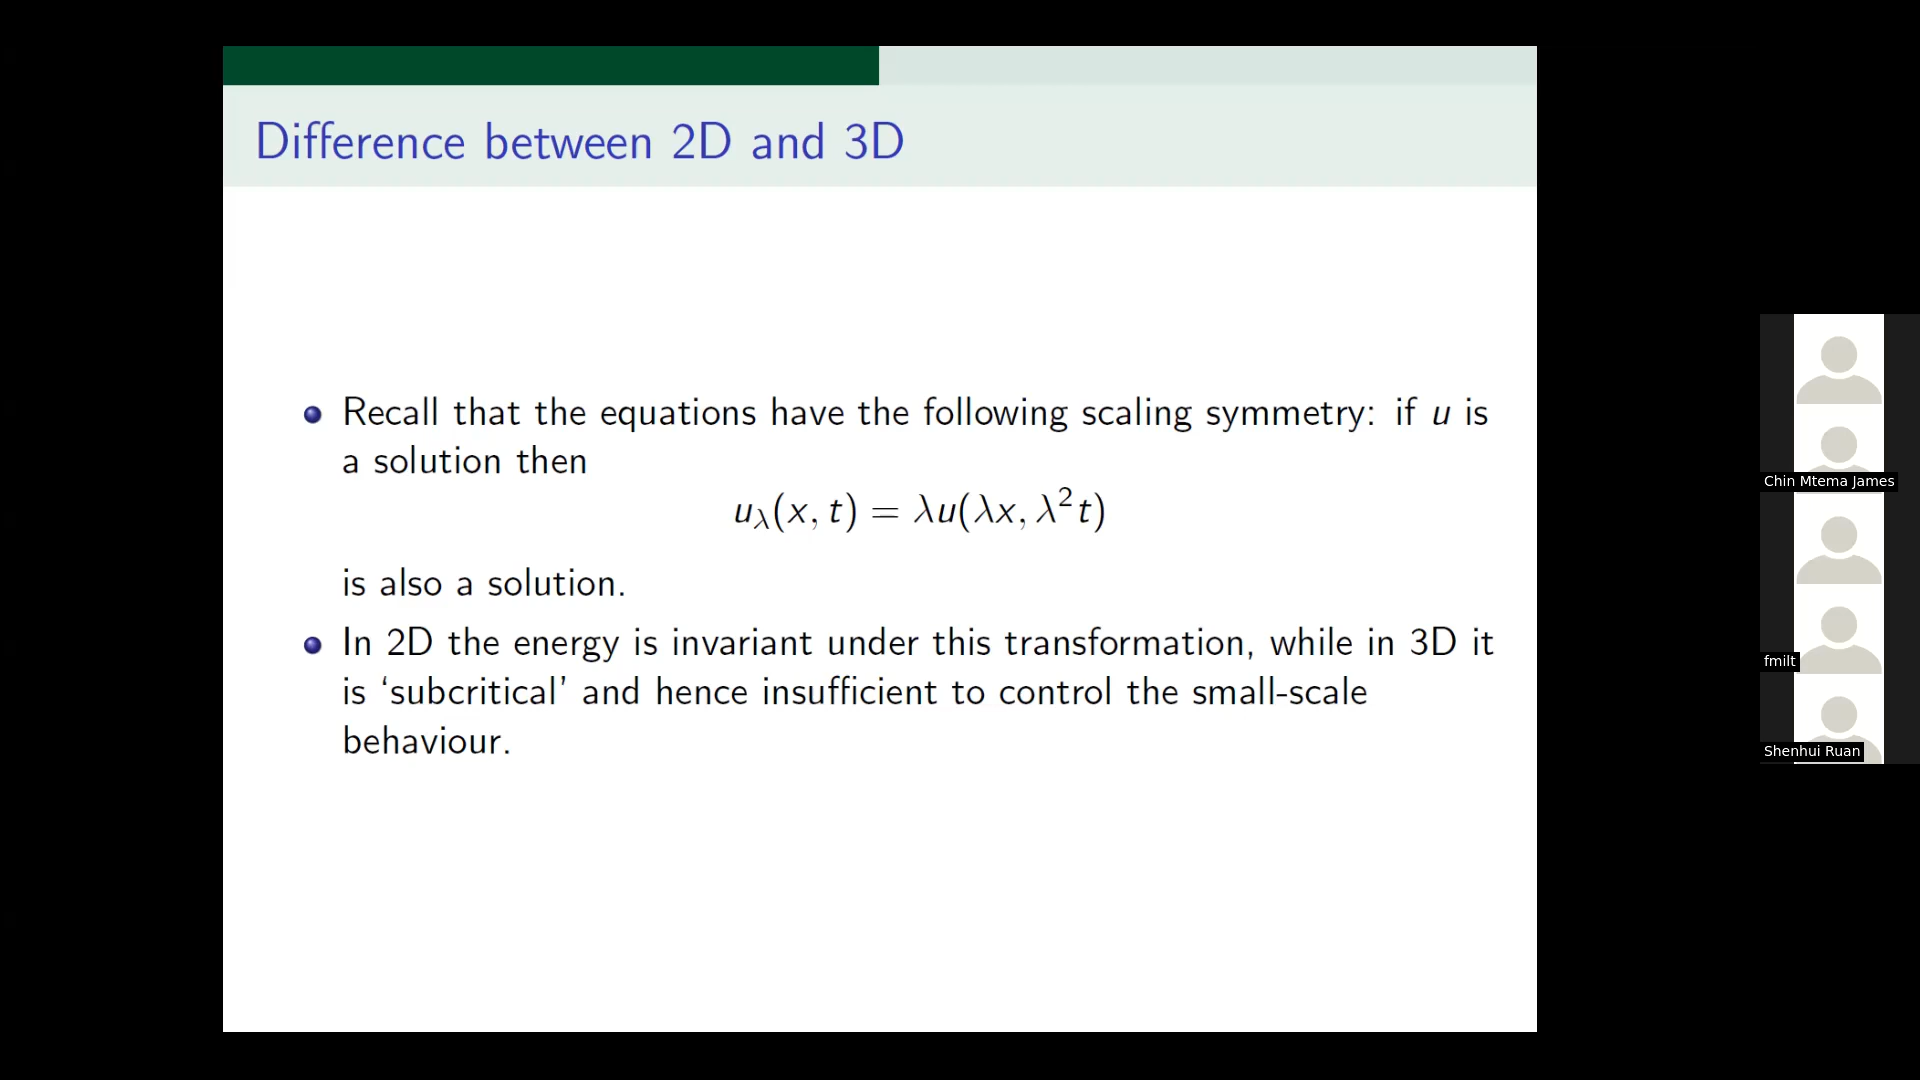 Difference between 2D and 3D
Recall that the equations have the following scaling symmetry: if u is
a solution then
u_λ(x, t) = λu(λx, λ²t)
is also a solution.
In 2D the energy is invariant under this transformation, while in 3D it
is ‘subcritical’ and hence insufficient to control the small-scale
behaviour.
Chin Mtema James
fmilt
Shenhui Ruan